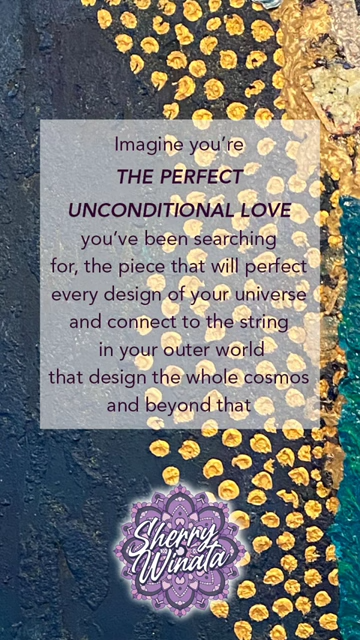 Imagine you're
THE PERFECT
UNCONDITIONAL LOVE
you've been searching
for, the piece that will perfect
every design of your universe
and connect to the string
in your outer world
that design the whole cosmos
and beyond that
Sherry
Winata